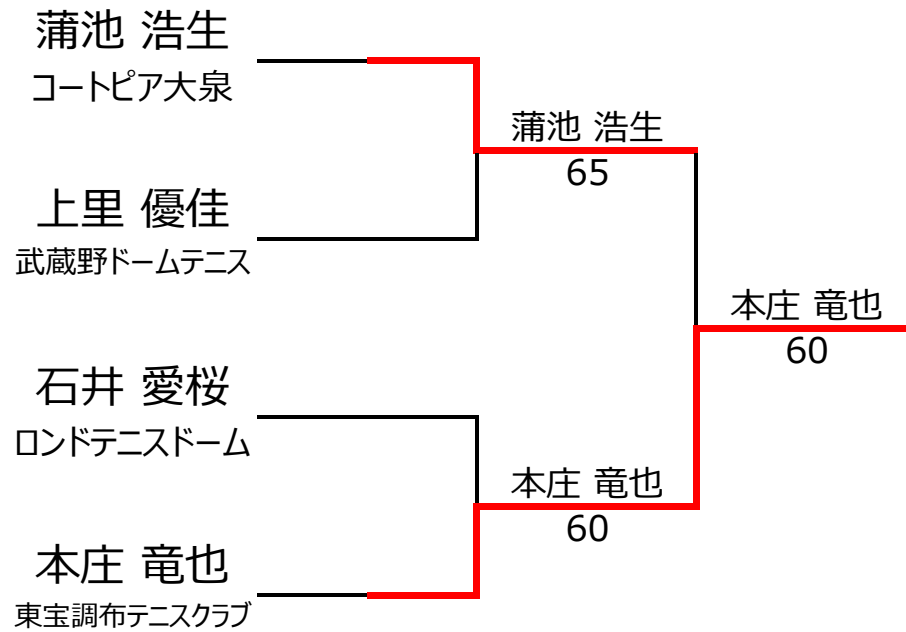 蒲池 浩生
コートピア大泉
蒲池 浩生
65
上里 優佳
武蔵野ドームテニス
本庄 竜也
60
石井 愛桜
ロンドテニスドーム
本庄 竜也
60
本庄 竜也
東宝調布テニスクラブ